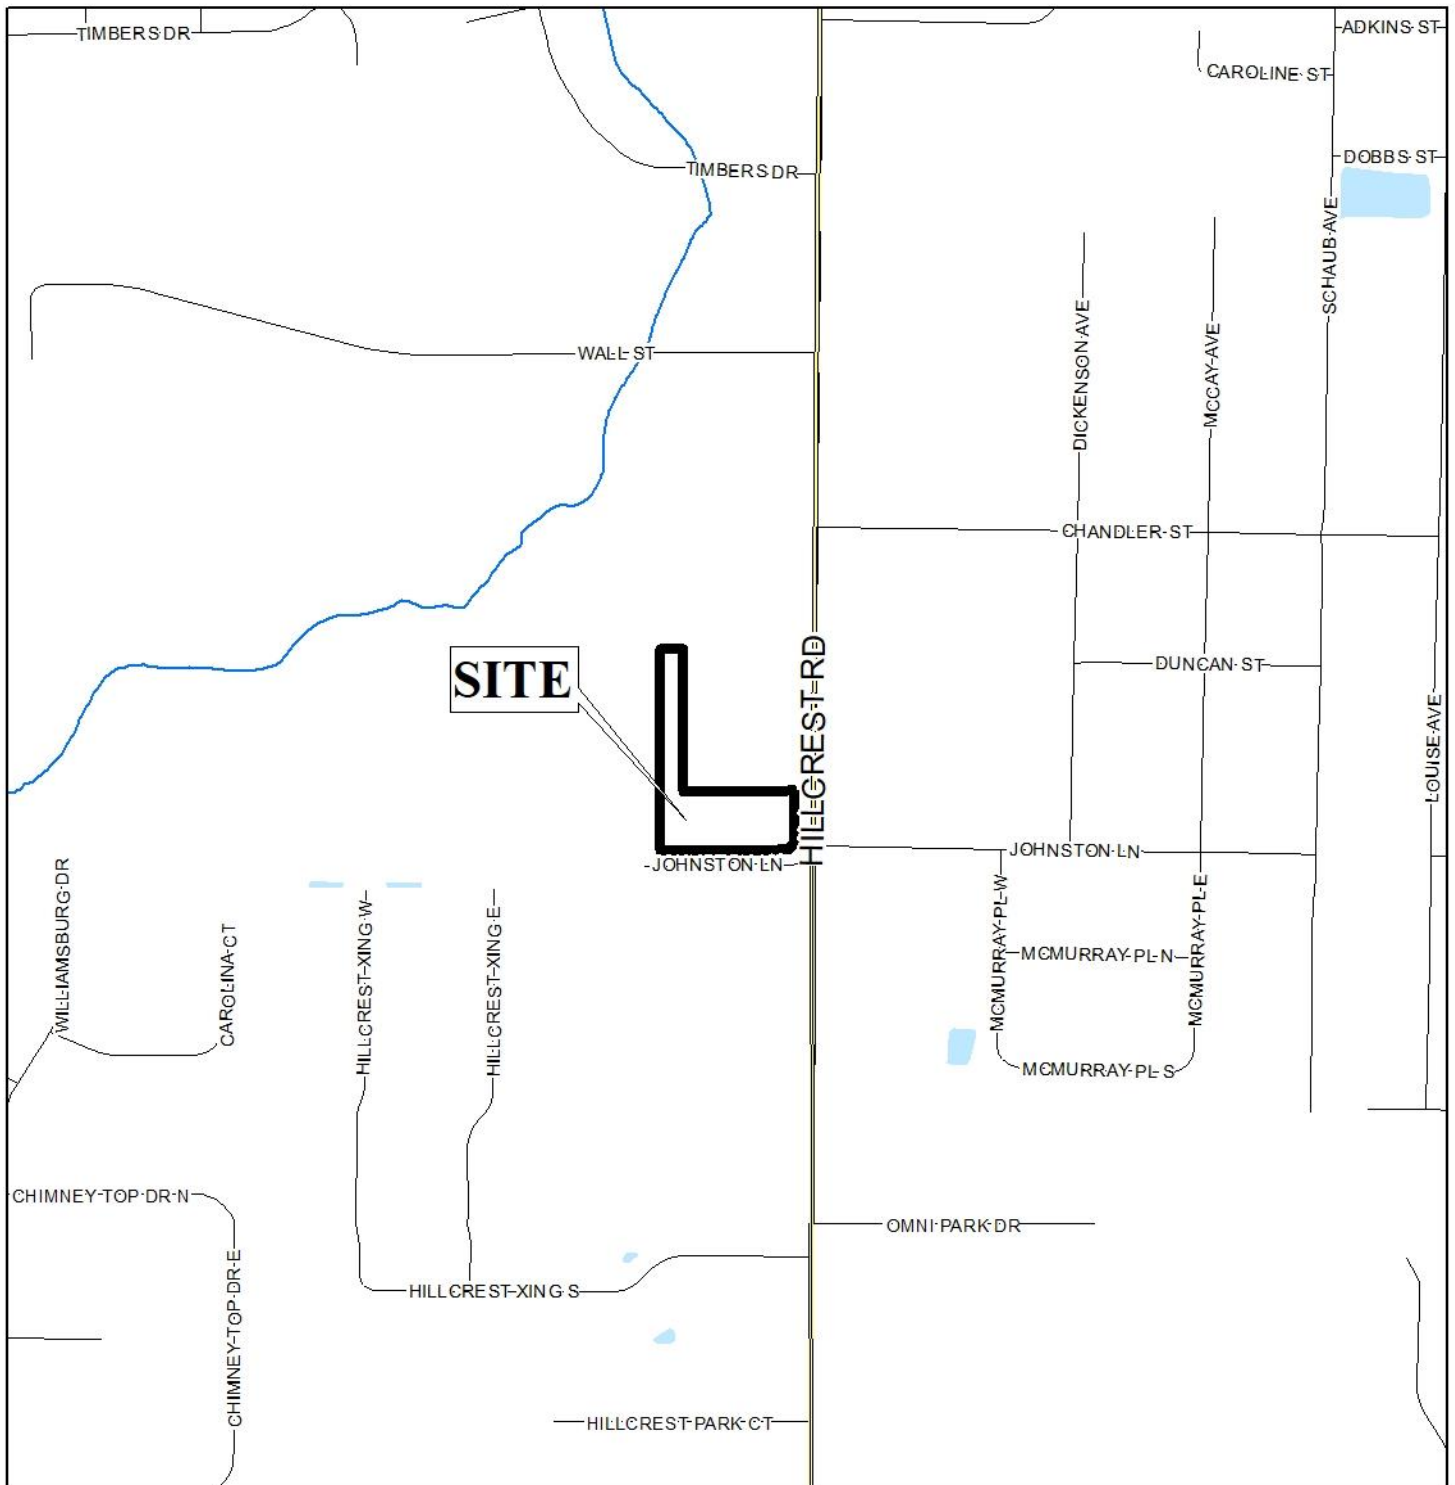 TIMBERS DR
ADKINS ST
CAROLINE ST
DOBBS ST
TIMBERS DR
SCHAUB AVE
DICKENSON AVE
MCCAY AVE
WALL ST
CHANDLER ST
HILLCREST RD
SITE
DUNCAN ST
LOUISE AVE
JOHNSTON LN
JOHNSTON LN
WILLIAMSBURG DR
CAROLINA CT
HILLCREST XING W
HILLCREST XING E
MCMURRAY PL W
MCMURRAY PL N
MCMURRAY PL E
MCMURRAY PL S
CHIMNEY TOP DR N
OMNI PARK DR
CHIMNEY TOP DR E
HILLCREST XING S
HILLCREST PARK CT